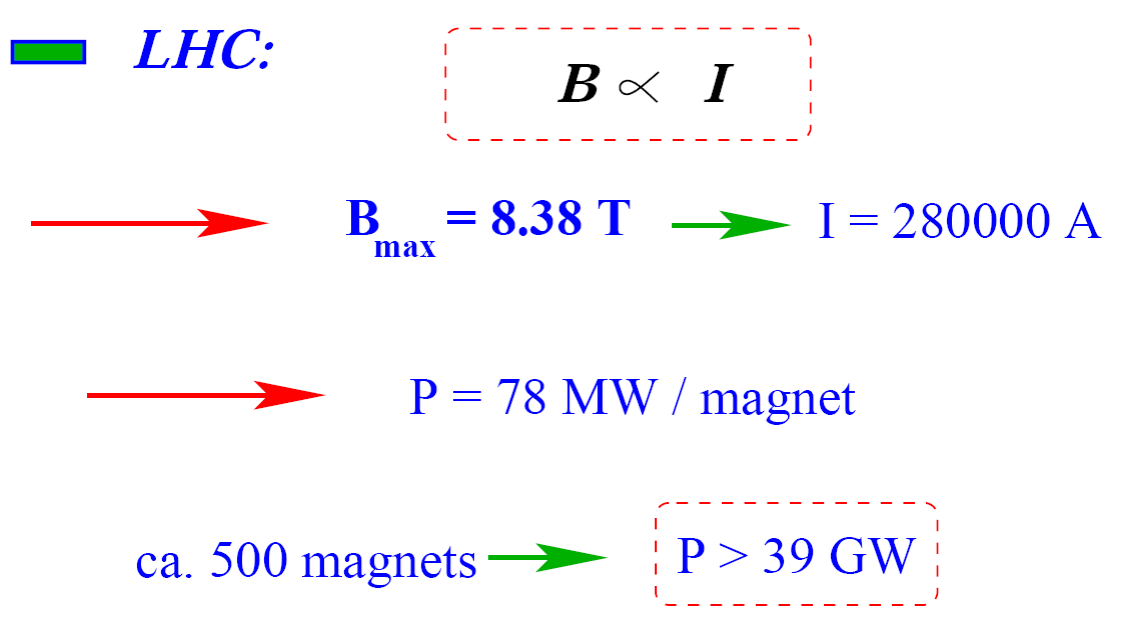 LHC:
B ∝ I
Bmax = 8.38 T
I = 280000 A
P = 78 MW / magnet
ca. 500 magnets
P > 39 GW